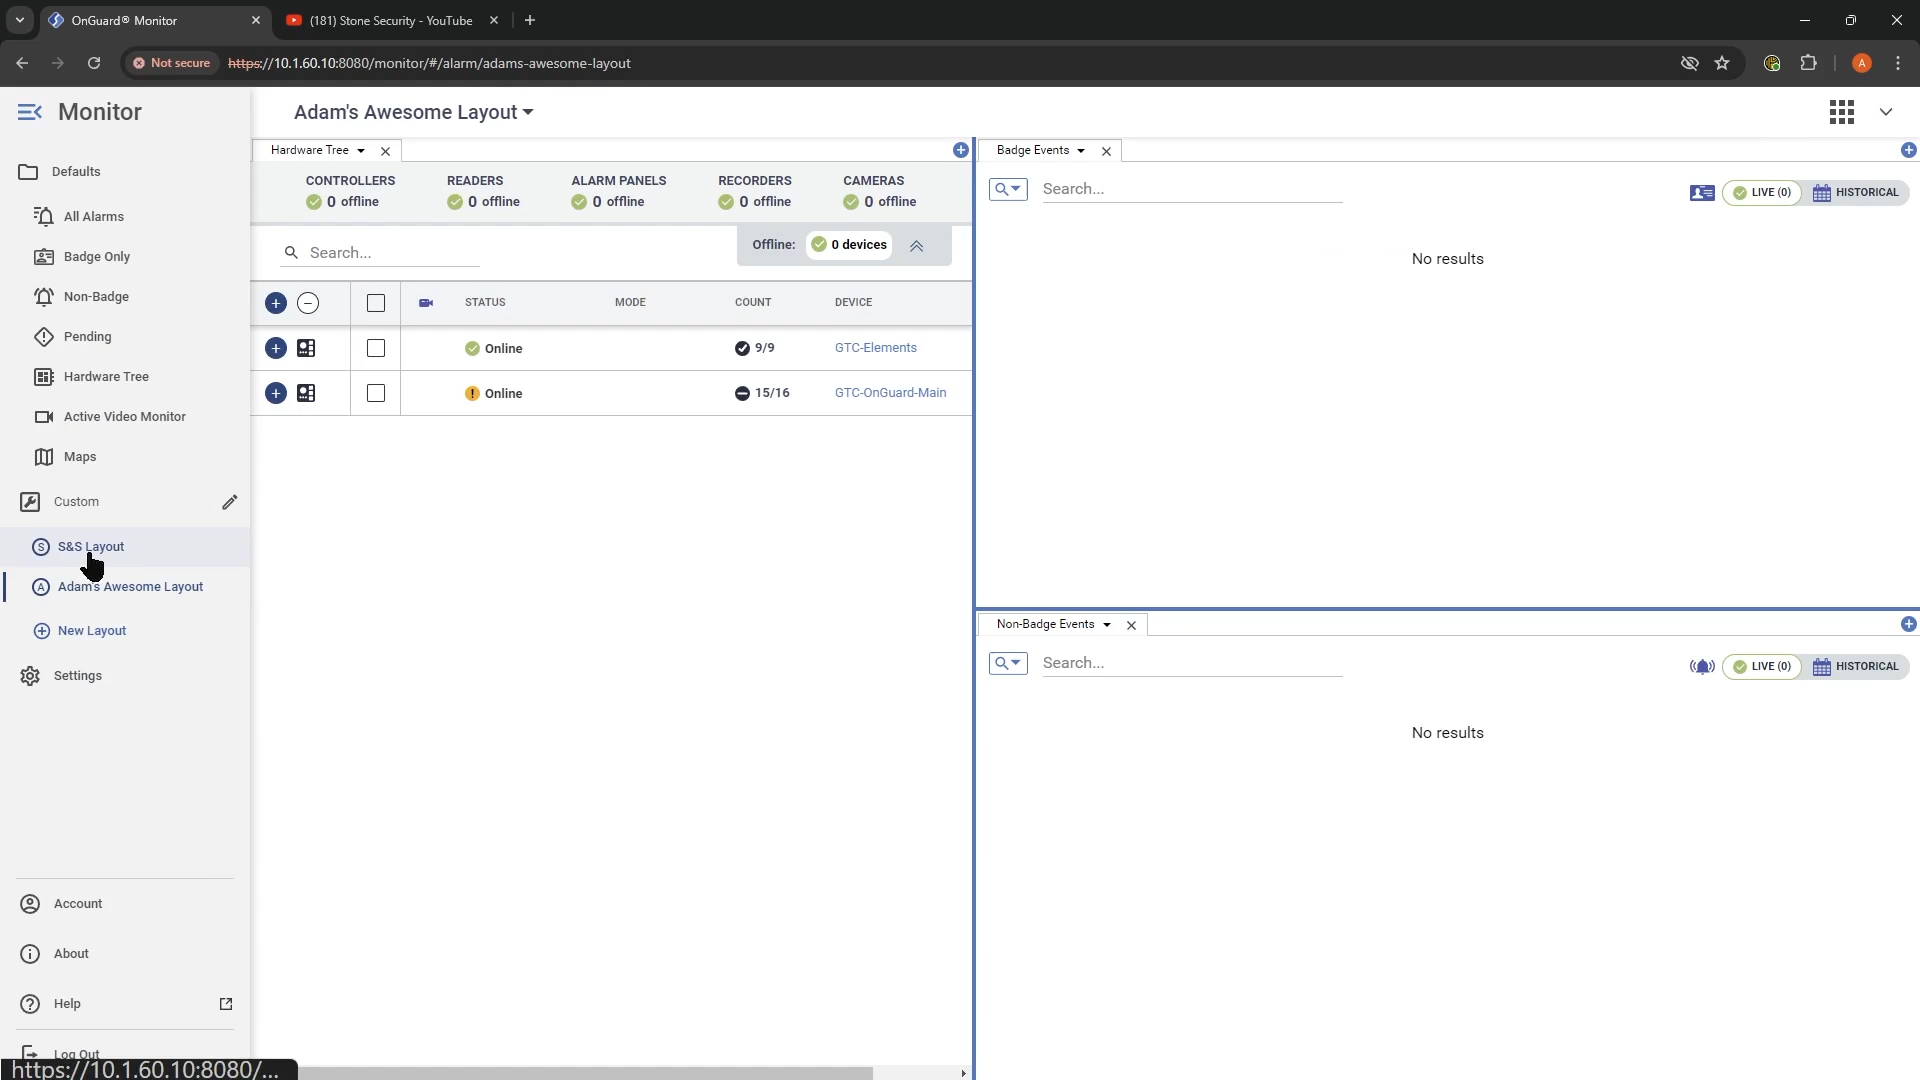 OnGuard® Monitor
(181) Stone Security - YouTube
Not secure
https://10.1.60.10:8080/monitor/#/alarm/adams-awesome-layout
A
Monitor
Adam's Awesome Layout
Defaults
All Alarms
Badge Only
Non-Badge
Pending
Hardware Tree
Active Video Monitor
Maps
Custom
S S&S Layout
A Adam's Awesome Layout
New Layout
Settings
Account
About
Help
Log Out
https://10.1.60.10:8080/...
Hardware Tree
CONTROLLERS READERS ALARM PANELS RECORDERS CAMERAS
0 offline 0 offline 0 offline 0 offline 0 offline
Search...
Offline: 0 devices
STATUS MODE COUNT DEVICE
Online 9/9 GTC-Elements
Online 15/16 GTC-OnGuard-Main
Badge Events
Search...
LIVE (0) HISTORICAL
No results
Non-Badge Events
Search...
LIVE (0) HISTORICAL
No results